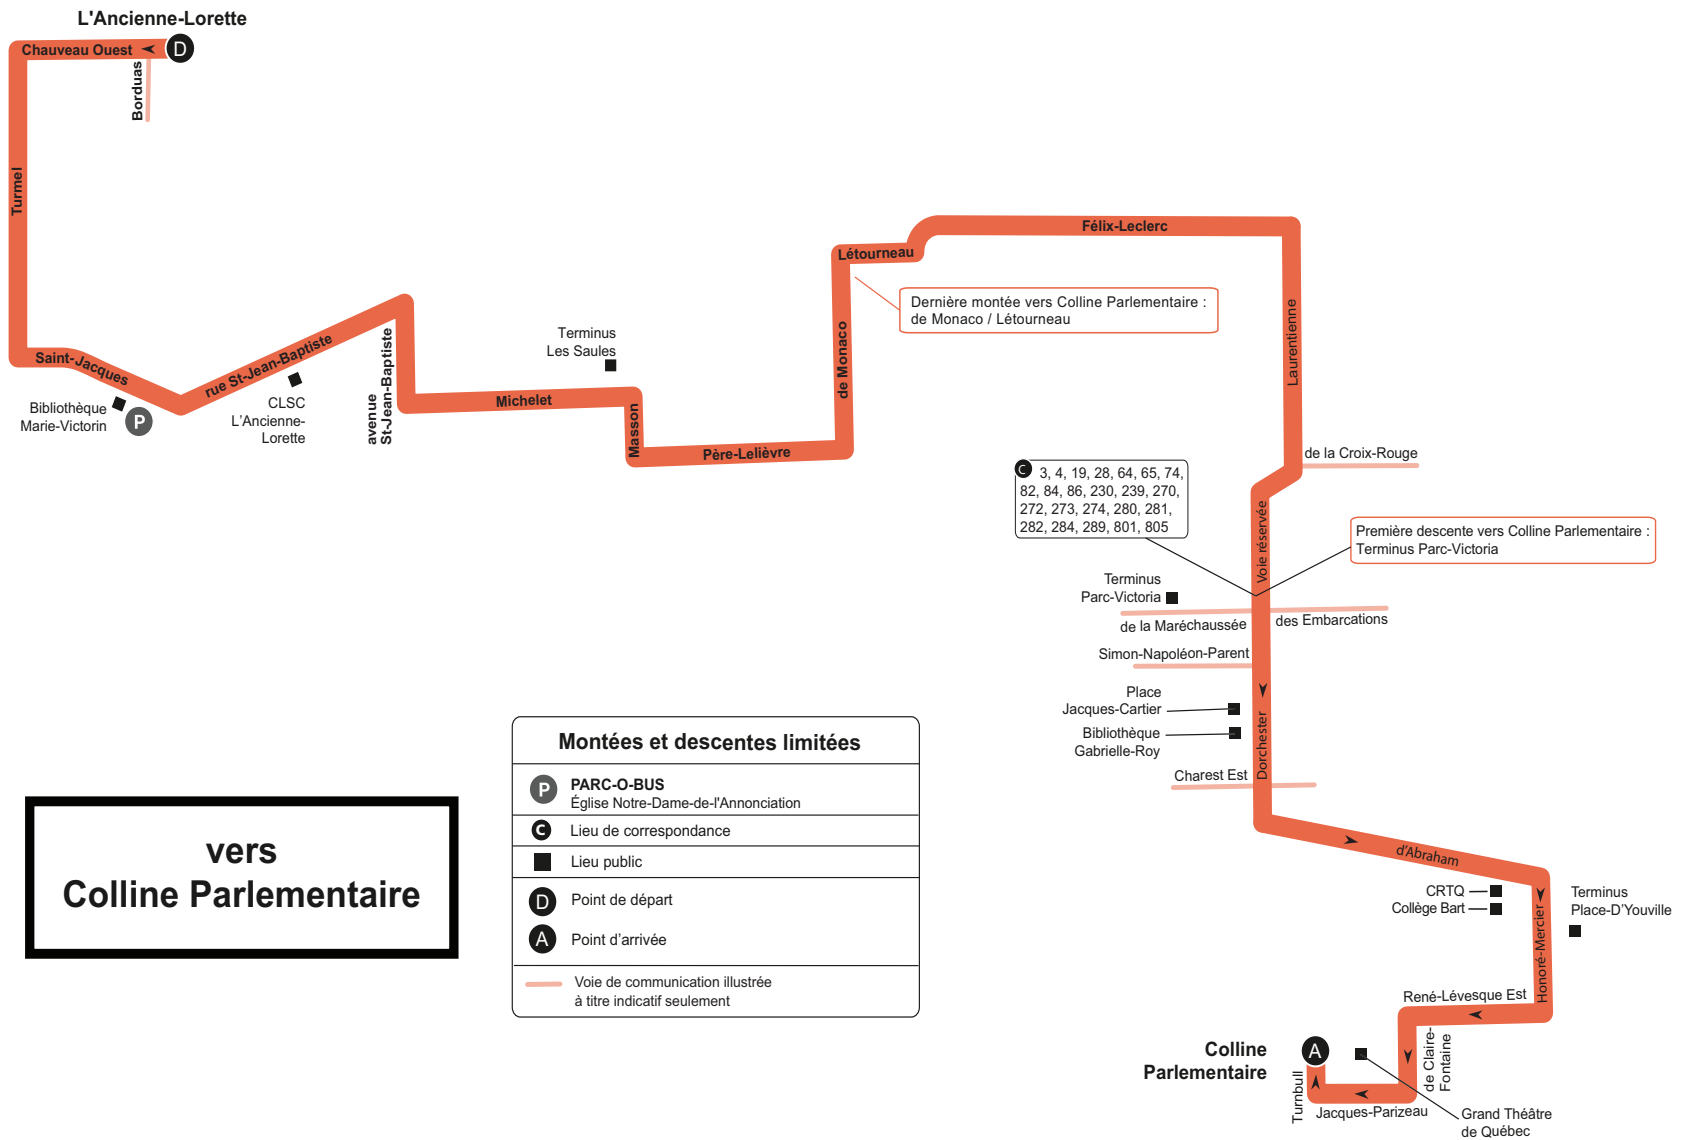 L'Ancienne-Lorette
Chauveau Ouest
D
Borduas
Turmel
Saint-Jacques
Bibliothèque
Marie-Victorin
P
rue St-Jean-Baptiste
CLSC
L'Ancienne-
Lorette
avenue
St-Jean-Baptiste
Michelet
Terminus
Les Saules
Masson
Père-Lelièvre
de Monaco
Létourneau
Dernière montée vers Colline Parlementaire :
de Monaco / Létourneau
Félix-Leclerc
Laurentienne
de la Croix-Rouge
C 3, 4, 19, 28, 64, 65, 74,
82, 84, 86, 230, 239, 270,
272, 273, 274, 280, 281,
282, 284, 289, 801, 805
Voie réservée
Première descente vers Colline Parlementaire :
Terminus Parc-Victoria
Terminus
Parc-Victoria
de la Maréchaussée
des Embarcations
Simon-Napoléon-Parent
Place
Jacques-Cartier
Bibliothèque
Gabrielle-Roy
Dorchester
Charest Est
d'Abraham
CRTQ
Collège Bart
Terminus
Place-D'Youville
Honoré-Mercier
René-Lévesque Est
de Claire-
Fontaine
Colline
Parlementaire
A
Turnbull
Jacques-Parizeau
Grand Théâtre
de Québec
vers
Colline Parlementaire
Montées et descentes limitées
P PARC-O-BUS
Église Notre-Dame-de-l'Annonciation
C Lieu de correspondance
Lieu public
D Point de départ
A Point d'arrivée
Voie de communication illustrée
à titre indicatif seulement